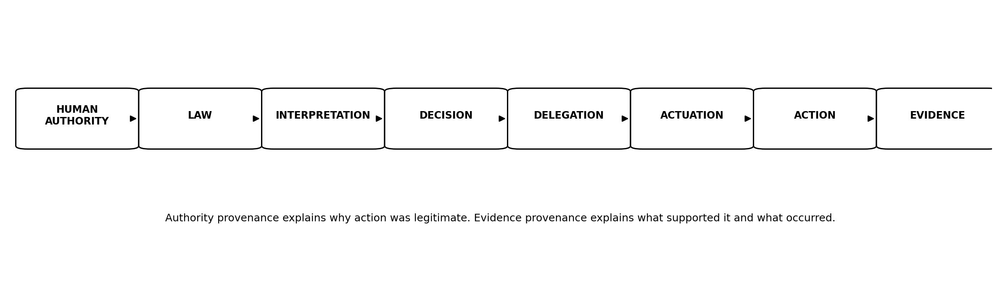 HUMAN
AUTHORITY
LAW
INTERPRETATION
DECISION
DELEGATION
ACTUATION
ACTION
EVIDENCE
Authority provenance explains why action was legitimate. Evidence provenance explains what supported it and what occurred.